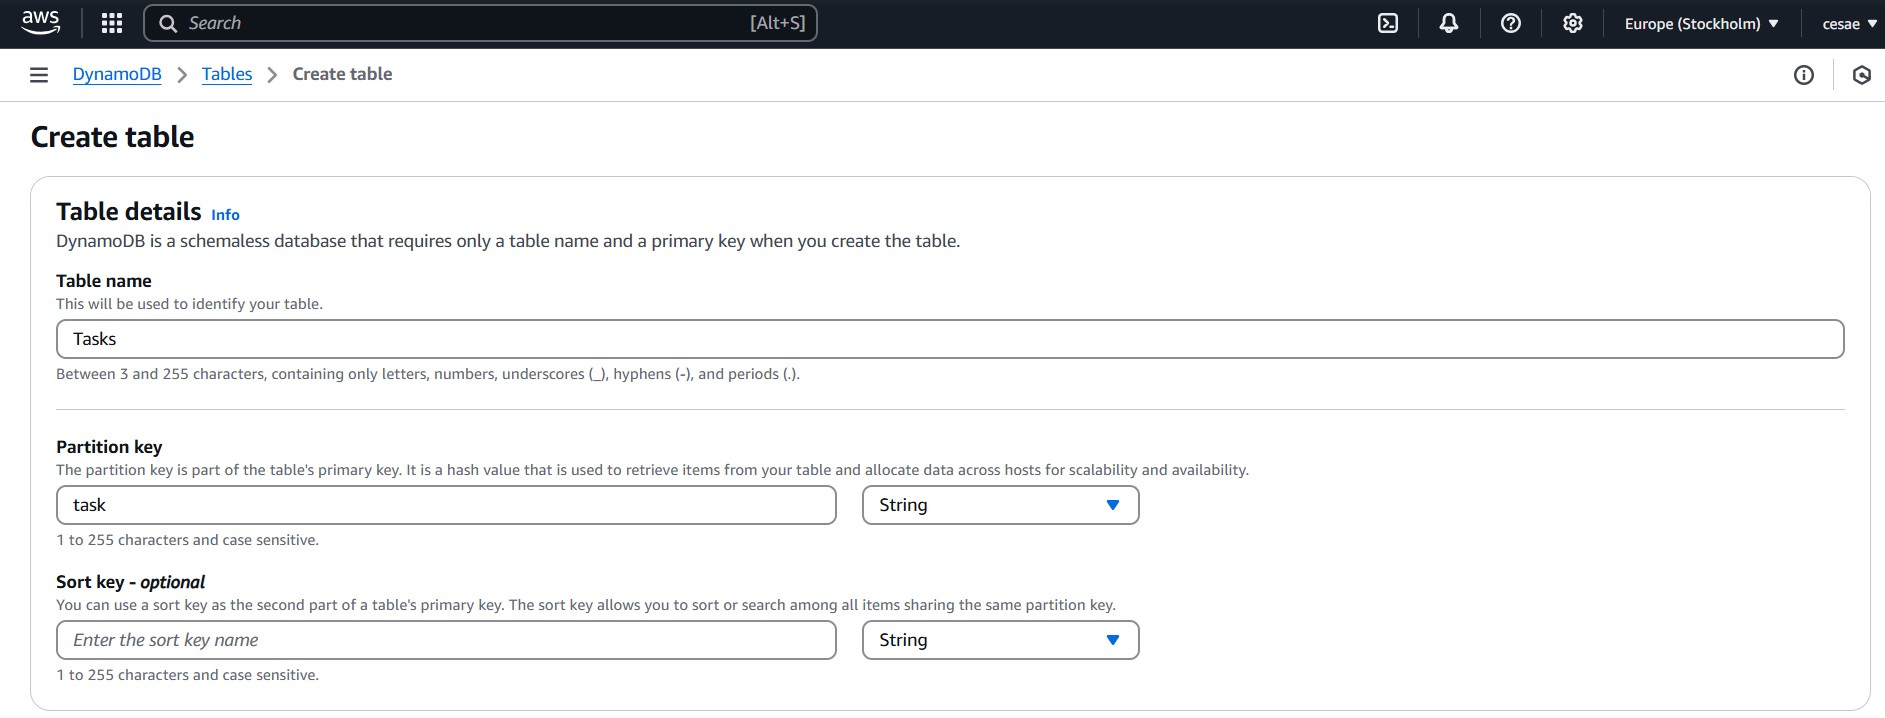 aws
Search [Alt+S]
Europe (Stockholm)
cesae
DynamoDB > Tables > Create table
Create table
Table details Info
DynamoDB is a schemaless database that requires only a table name and a primary key when you create the table.
Table name
This will be used to identify your table.
Tasks
Between 3 and 255 characters, containing only letters, numbers, underscores (_), hyphens (-), and periods (.).
Partition key
The partition key is part of the table's primary key. It is a hash value that is used to retrieve items from your table and allocate data across hosts for scalability and availability.
task String
1 to 255 characters and case sensitive.
Sort key - optional
You can use a sort key as the second part of a table's primary key. The sort key allows you to sort or search among all items sharing the same partition key.
Enter the sort key name String
1 to 255 characters and case sensitive.